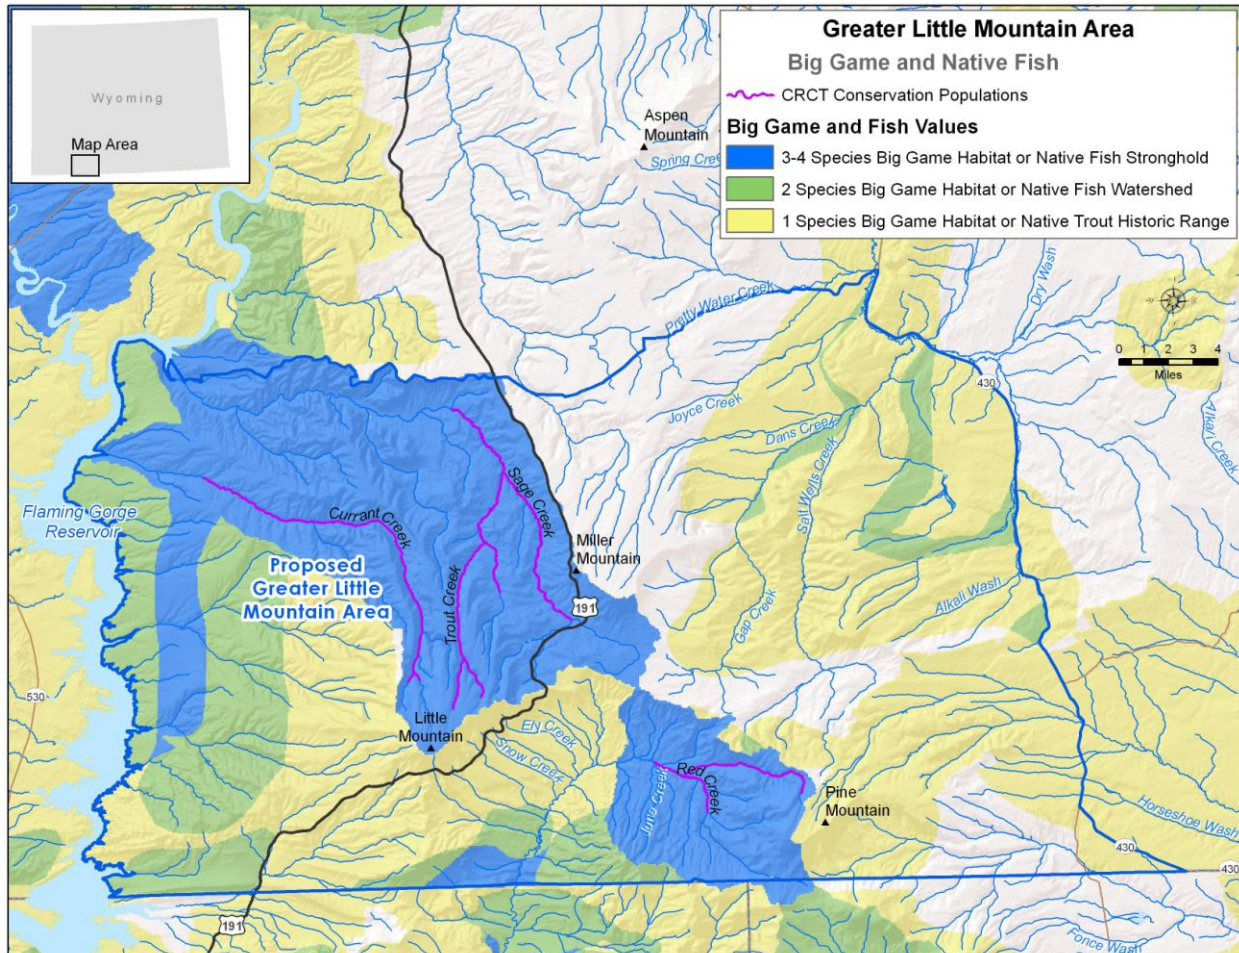 Wyoming
Map Area
Greater Little Mountain Area
Big Game and Native Fish
CRCT Conservation Populations
Big Game and Fish Values
3-4 Species Big Game Habitat or Native Fish Stronghold
2 Species Big Game Habitat or Native Fish Watershed
1 Species Big Game Habitat or Native Trout Historic Range
Aspen
Mountain
Spring Cree
Pretty Water Creek
Dry Wash
0 1 2 3 4
Miles
430
Joyce Creek
Dans Creek
Alkali Creek
Salt Wells Creek
Sage Creek
Currant Creek
Flaming Gorge
Reservoir
Miller
Mountain
Proposed
Greater Little
Mountain Area
Trout Creek
191
Gap Creek
Alkali Wash
530
Little
Mountain
Ely Creek
Snow Creek
Red Creek
June Creek
Pine
Mountain
Horseshoe Wash
430
430
191
Fonce Wash